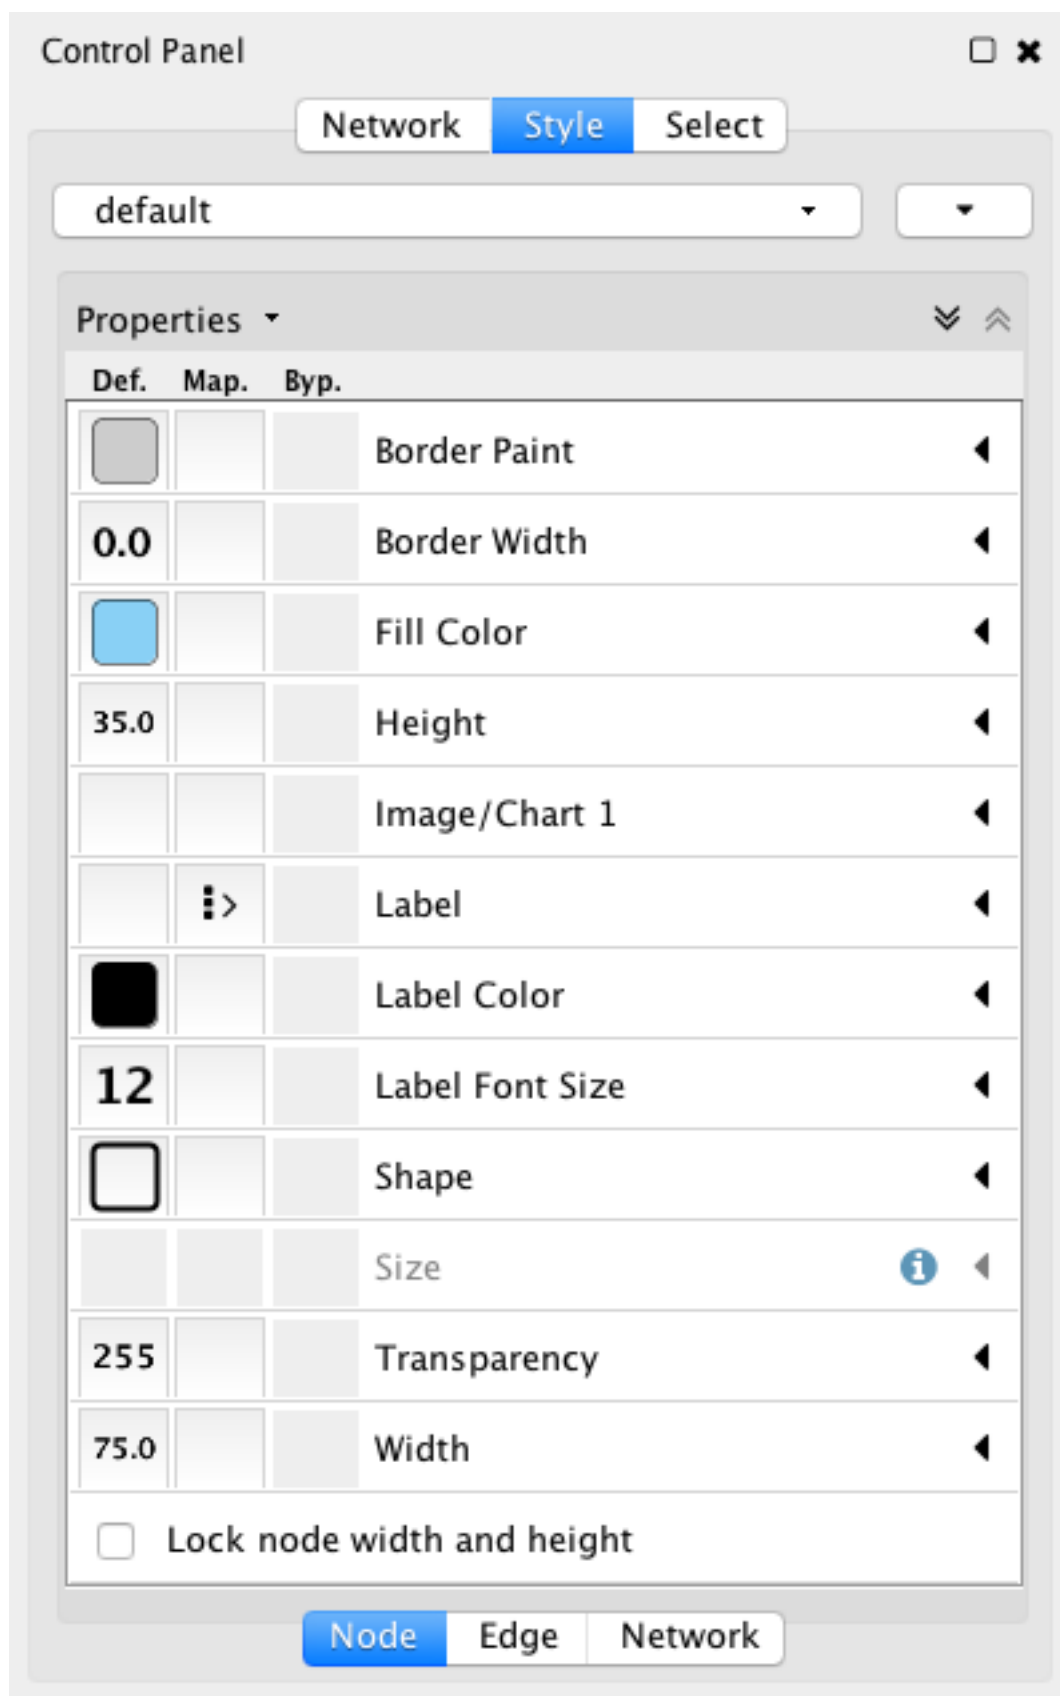 Control Panel
Network Style Select
default
Properties
Def. Map. Byp.
Border Paint
0.0 Border Width
Fill Color
35.0 Height
Image/Chart 1
Label
Label Color
12 Label Font Size
Shape
Size
255 Transparency
75.0 Width
Lock node width and height
Node Edge Network